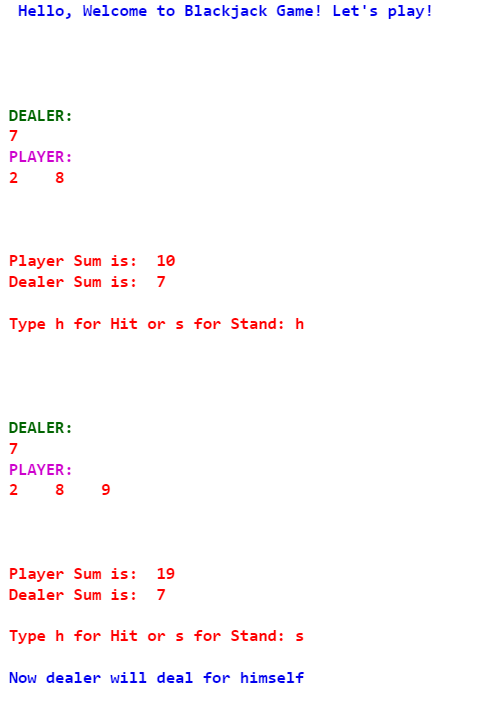 Hello, Welcome to Blackjack Game! Let's play!
DEALER:
7
PLAYER:
2    8
Player Sum is:  10
Dealer Sum is:  7
Type h for Hit or s for Stand: h
DEALER:
7
PLAYER:
2    8    9
Player Sum is:  19
Dealer Sum is:  7
Type h for Hit or s for Stand: s
Now dealer will deal for himself